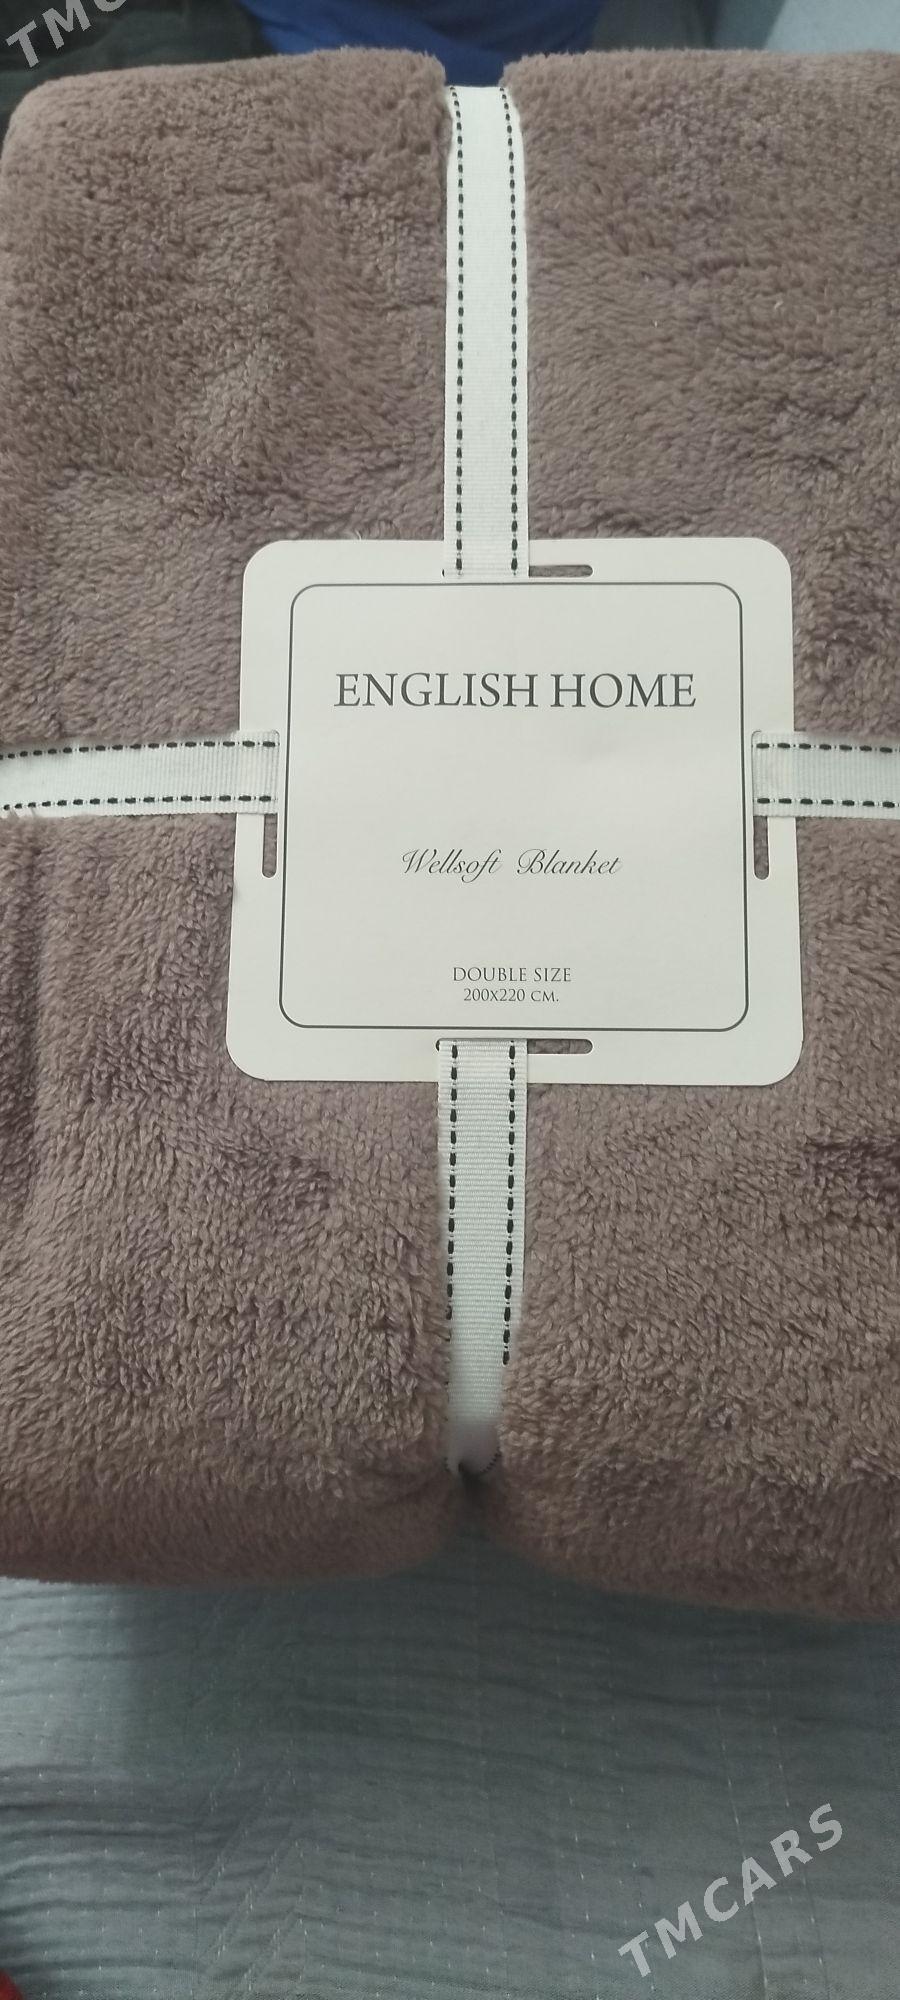 TMC
ENGLISH HOME
Wellsoft Blanket
DOUBLE SIZE
200x220 CM.
TMCARS